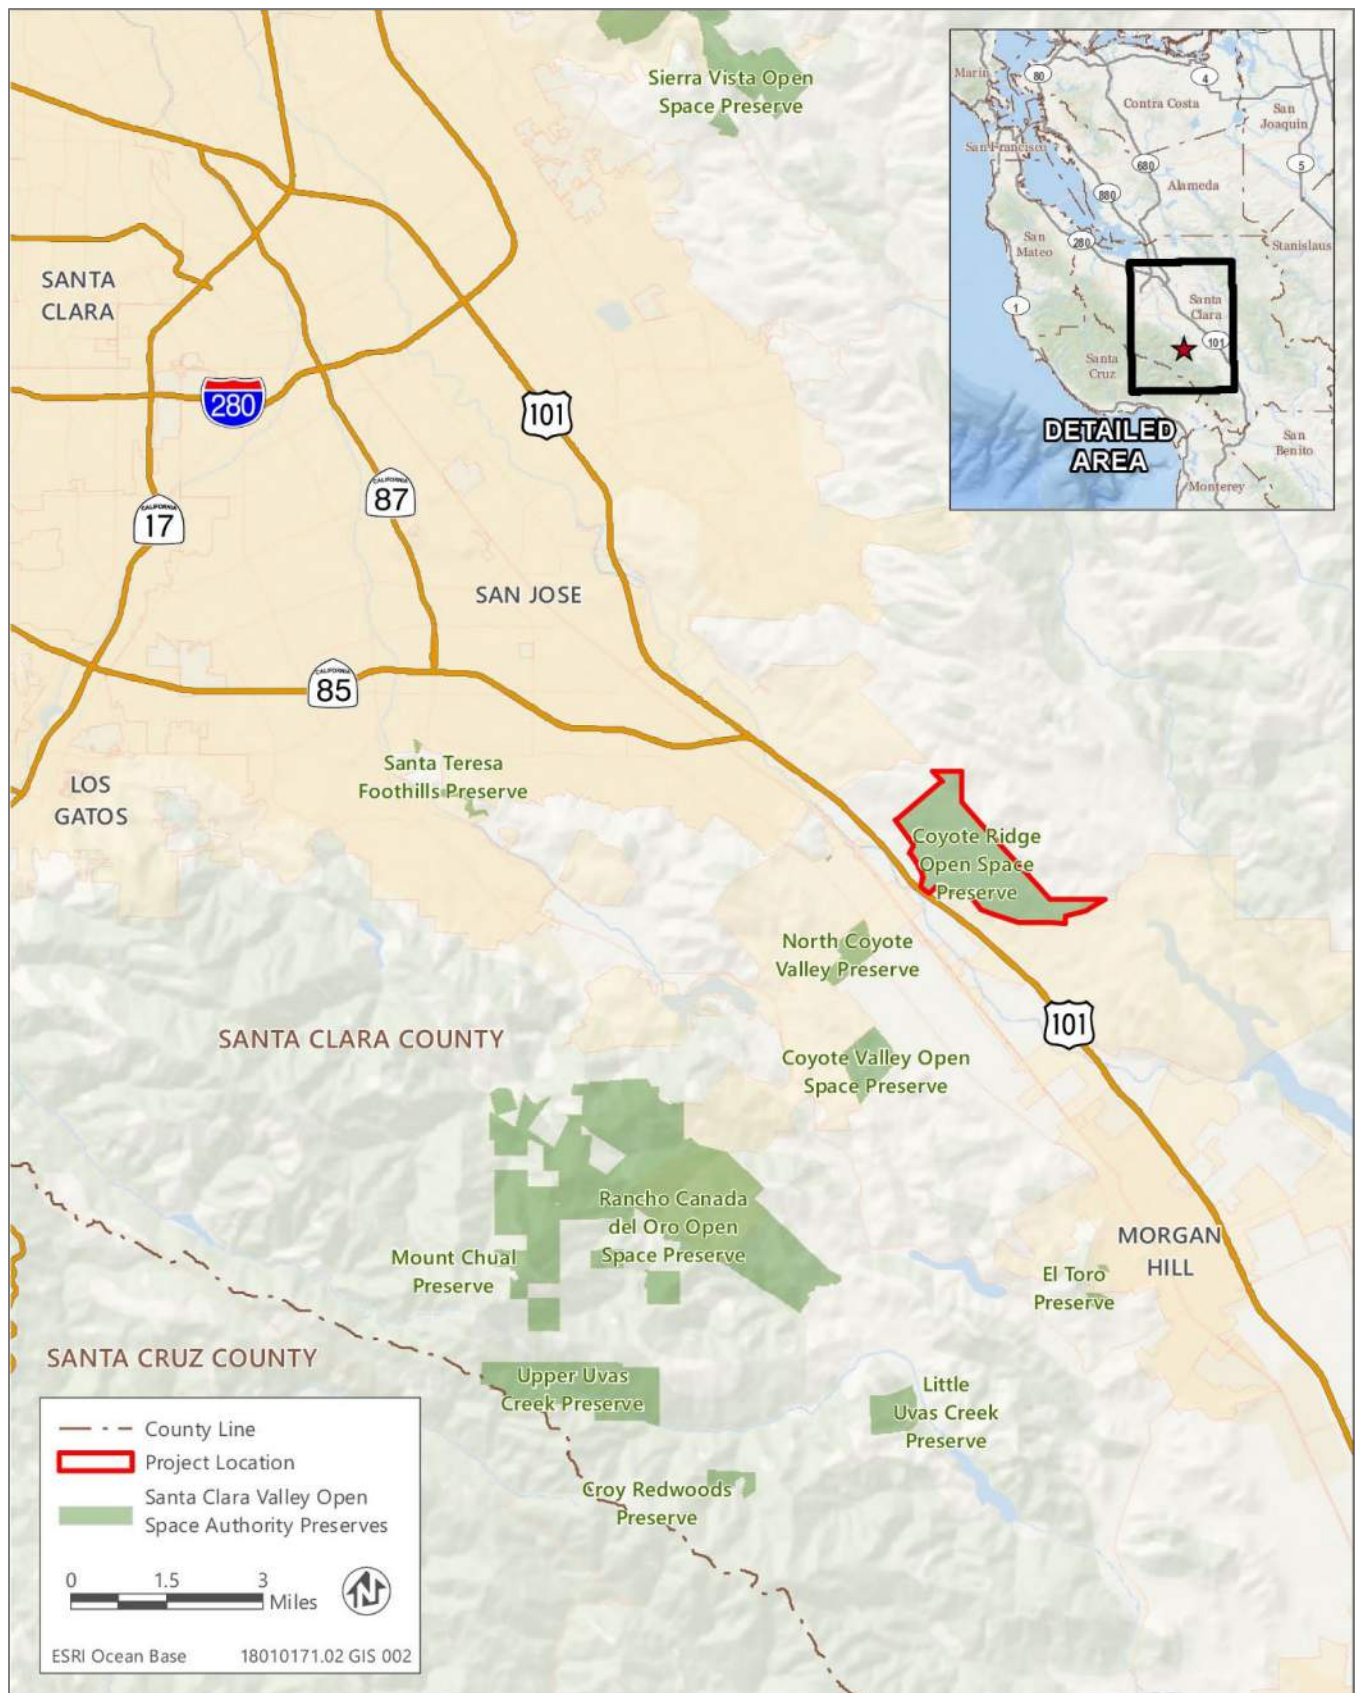 Sierra Vista Open
Space Preserve
SANTA
CLARA
280
101
CALIFORNIA
87
CALIFORNIA
17
SAN JOSE
CALIFORNIA
85
Santa Teresa
Foothills Preserve
LOS
GATOS
Coyote Ridge
Open Space
Preserve
North Coyote
Valley Preserve
101
SANTA CLARA COUNTY
Coyote Valley Open
Space Preserve
Rancho Canada
del Oro Open
Space Preserve
Mount Chual
Preserve
MORGAN
HILL
El Toro
Preserve
SANTA CRUZ COUNTY
Upper Uvas
Creek Preserve
Little
Uvas Creek
Preserve
Croy Redwoods
Preserve
Marin
80
4
Contra Costa
San
Joaquin
San Francisco
680
5
880
Alameda
San
Mateo
280
Stanislaus
1
Santa
Clara
101
Santa
Cruz
DETAILED
AREA
San
Benito
Monterey
County Line
Project Location
Santa Clara Valley Open
Space Authority Preserves
0 1.5 3
Miles
N
ESRI Ocean Base 18010171.02 GIS 002